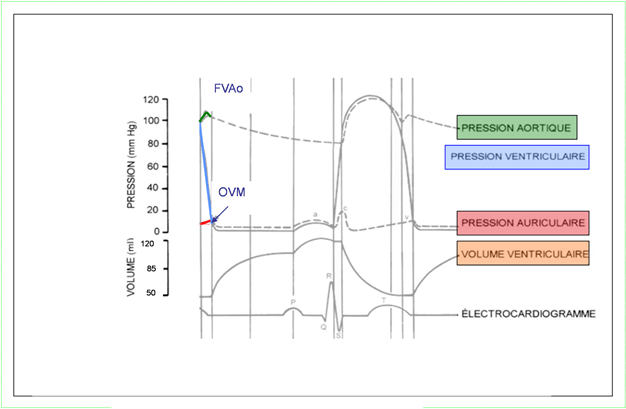 FVAo
120
100
80
60
40
20
0
PRESSION (mm Hg)
OVM
PRESSION AORTIQUE
PRESSION VENTRICULAIRE
a
c
v
PRESSION AURICULAIRE
120
85
50
VOLUME (ml)
VOLUME VENTRICULAIRE
P
Q
R
S
T
ÉLECTROCARDIOGRAMME